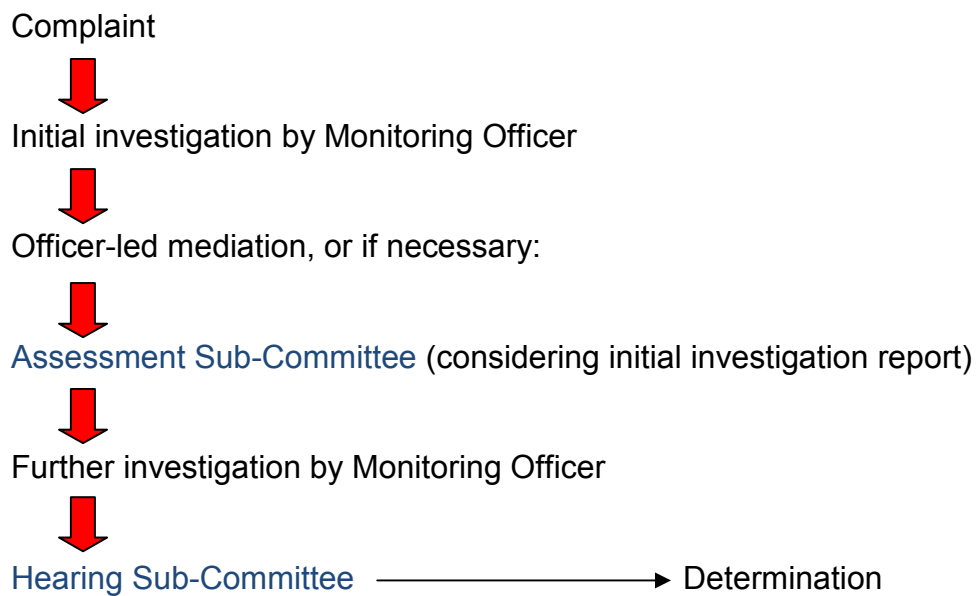 Complaint
Initial investigation by Monitoring Officer
Officer-led mediation, or if necessary:
Assessment Sub-Committee (considering initial investigation report)
Further investigation by Monitoring Officer
Hearing Sub-Committee Determination